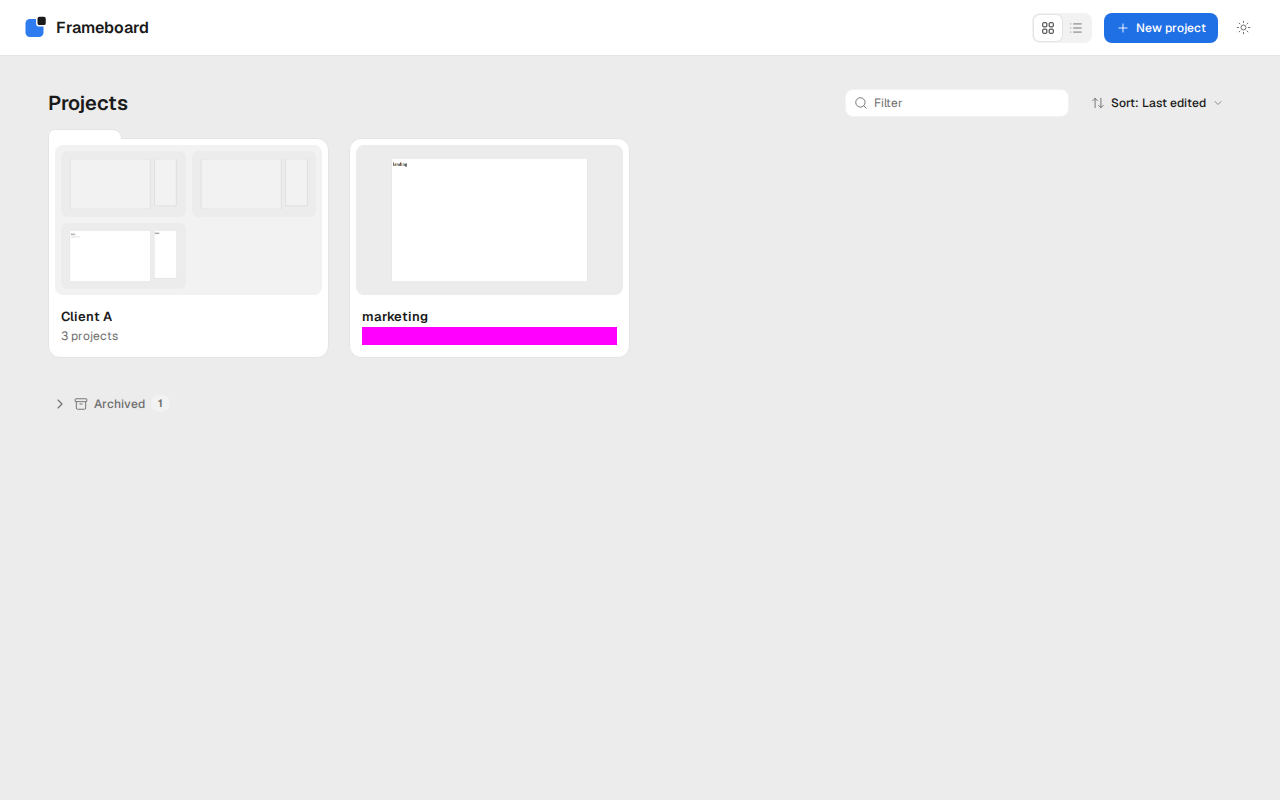 Frameboard
New project
Projects
Filter
Sort: Last edited
landing
Client A
3 projects
marketing
Archived 1